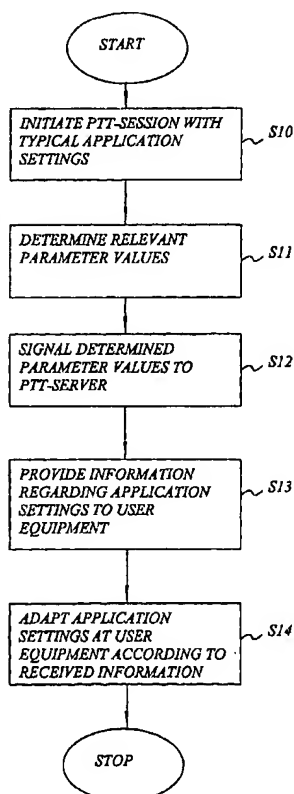 START
INITIATE PTT-SESSION WITH
TYPICAL APPLICATION
SETTINGS
S10
DETERMINE RELEVANT
PARAMETER VALUES
S11
SIGNAL DETERMINED
PARAMETER VALUES TO
PTT-SERVER
S12
PROVIDE INFORMATION
REGARDING APPLICATION
SETTINGS TO USER
EQUIPMENT
S13
ADAPT APPLICATION
SETTINGS AT USER
EQUIPMENT ACCORDING TO
RECEIVED INFORMATION
S14
STOP